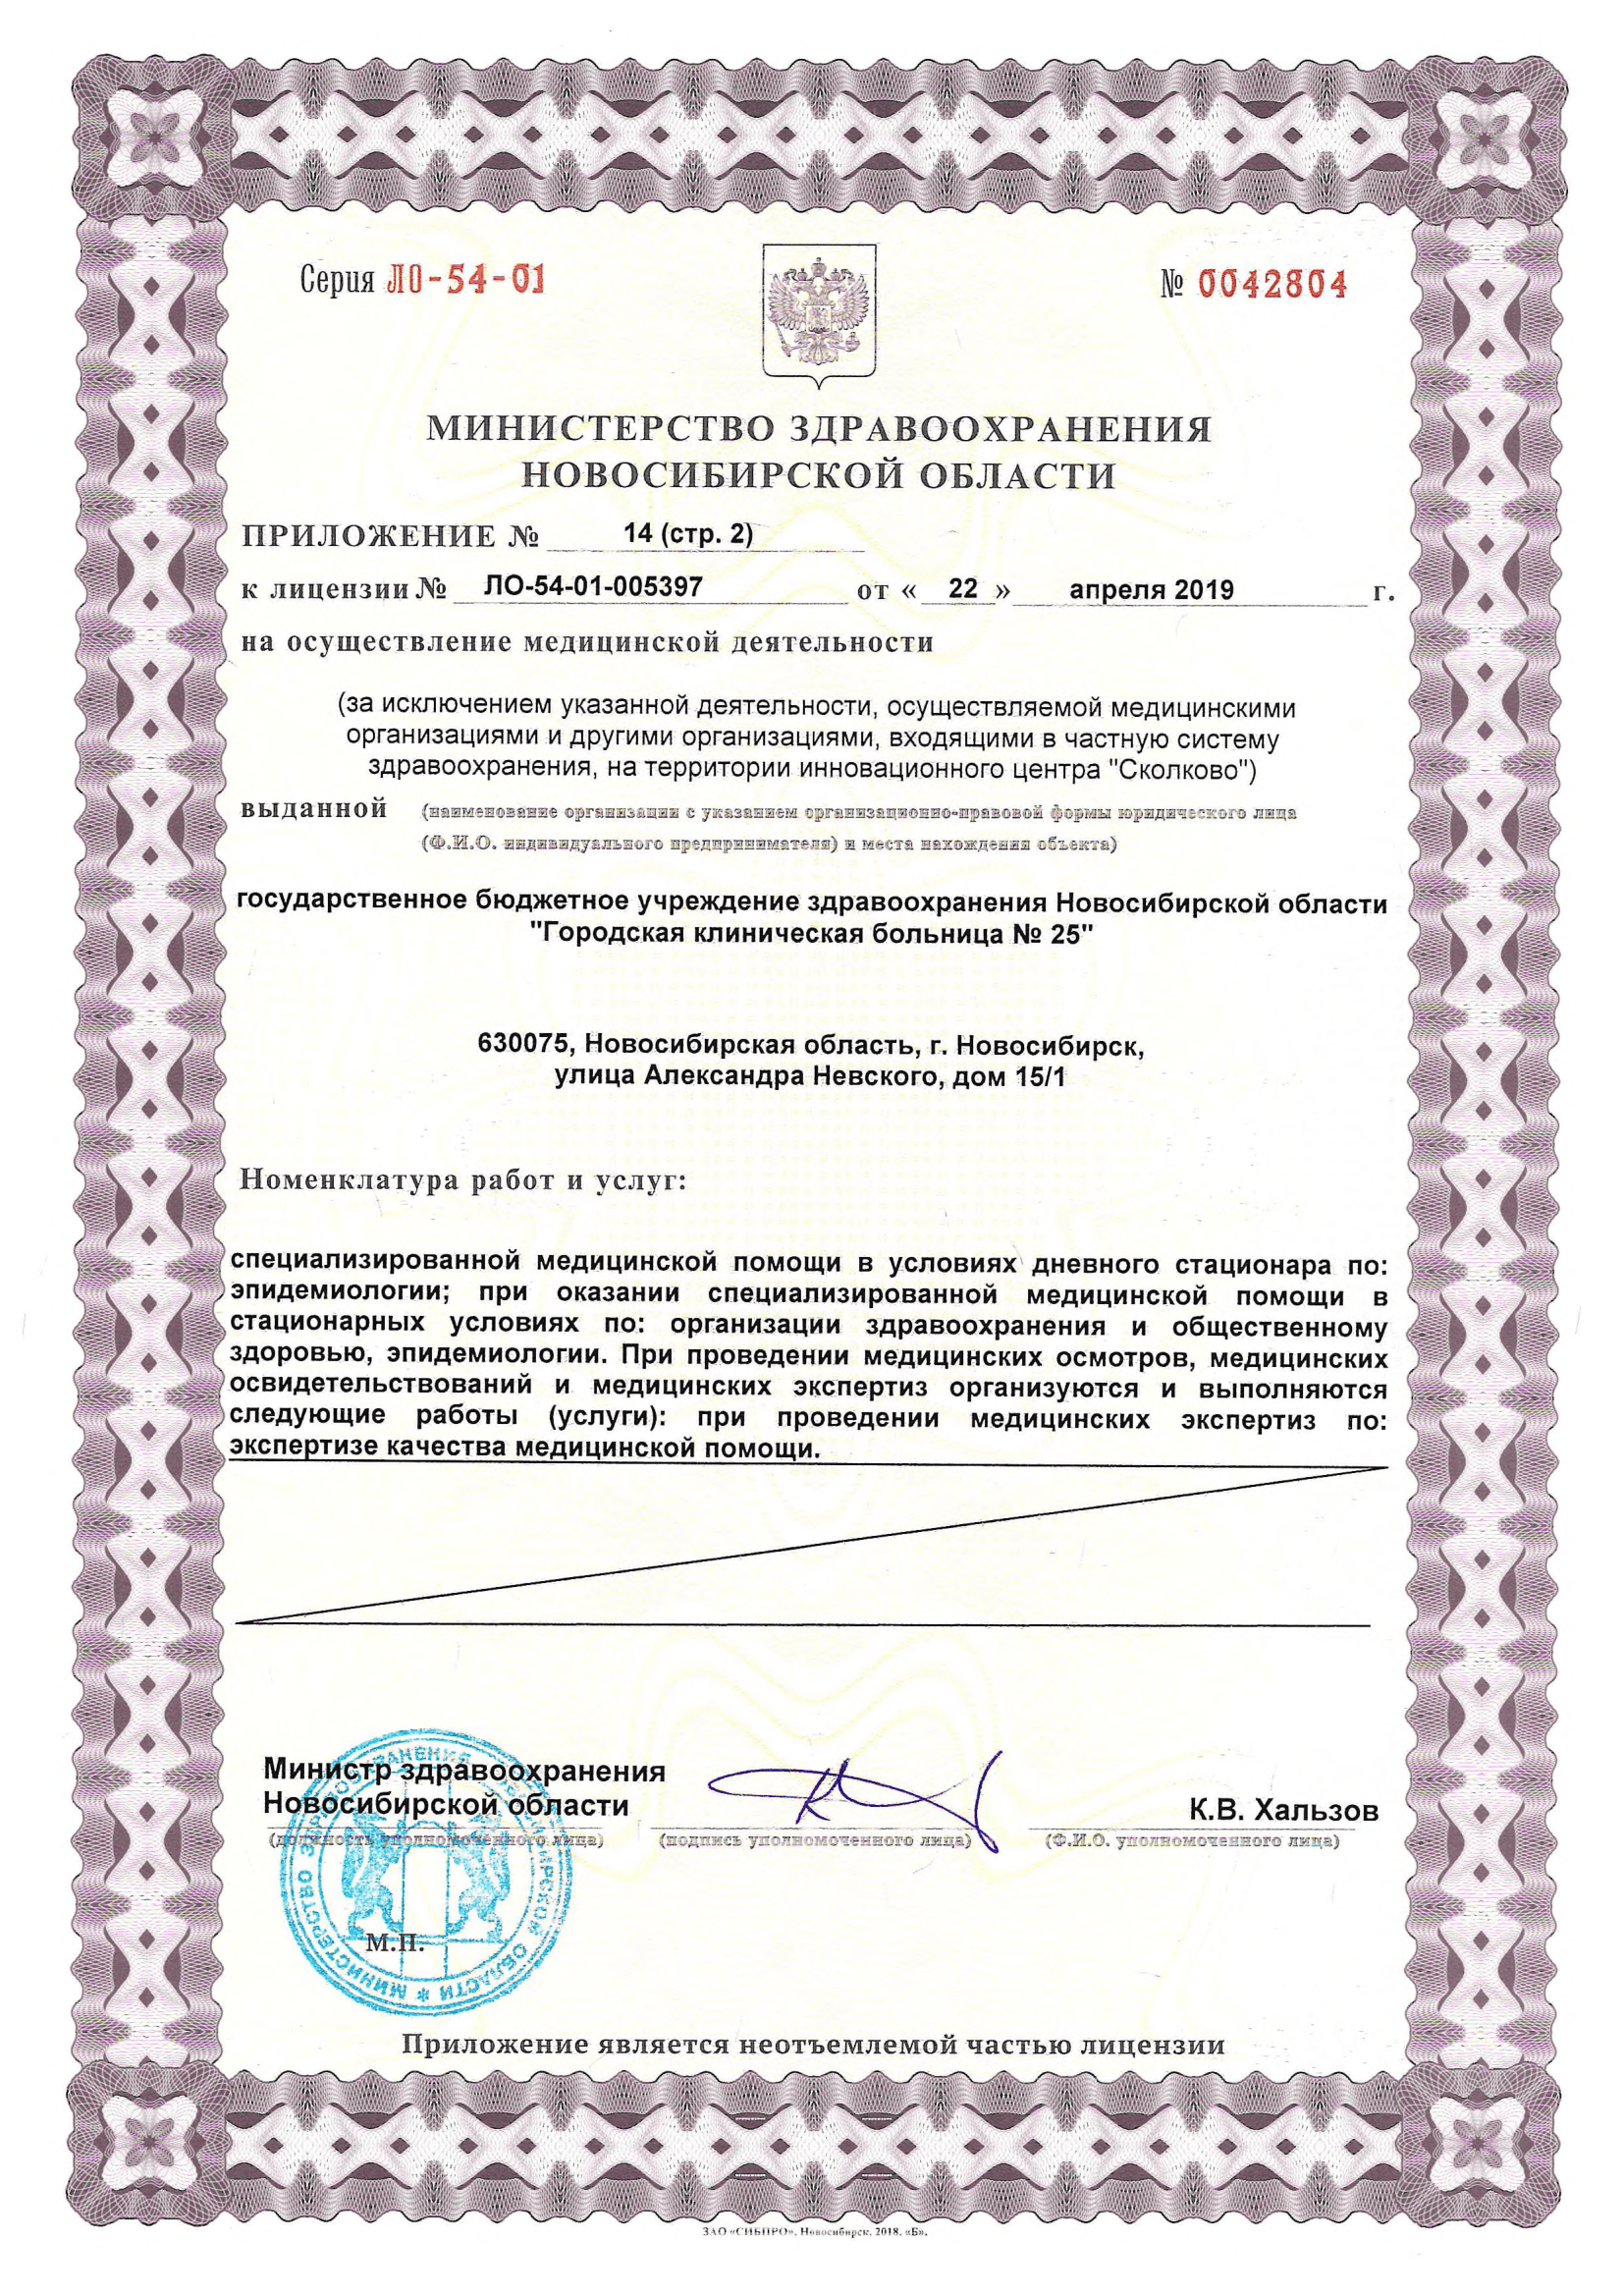 Серия ЛО-54-01
№ 0042804
МИНИСТЕРСТВО ЗДРАВООХРАНЕНИЯ
НОВОСИБИРСКОЙ ОБЛАСТИ
ПРИЛОЖЕНИЕ № 14 (стр. 2)
к лицензии № ЛО-54-01-005397 от « 22 » апреля 2019 г.
на осуществление медицинской деятельности
(за исключением указанной деятельности, осуществляемой медицинскими
организациями и другими организациями, входящими в частную систему
здравоохранения, на территории инновационного центра "Сколково")
выданной (наименование организации с указанием организационно-правовой формы юридического лица
(Ф.И.О. индивидуального предпринимателя) и места нахождения объекта)
государственное бюджетное учреждение здравоохранения Новосибирской области
"Городская клиническая больница № 25"
630075, Новосибирская область, г. Новосибирск,
улица Александра Невского, дом 15/1
Номенклатура работ и услуг:
специализированной медицинской помощи в условиях дневного стационара по:
эпидемиологии; при оказании специализированной медицинской помощи в
стационарных условиях по: организации здравоохранения и общественному
здоровью, эпидемиологии. При проведении медицинских осмотров, медицинских
освидетельствований и медицинских экспертиз организуются и выполняются
следующие работы (услуги): при проведении медицинских экспертиз по:
экспертизе качества медицинской помощи.
Министр здравоохранения
Новосибирской области
К.В. Хальзов
(должность уполномоченного лица) (подпись уполномоченного лица) (Ф.И.О. уполномоченного лица)
МИНИСТЕРСТВО ЗДРАВООХРАНЕНИЯ НОВОСИБИРСКОЙ ОБЛАСТИ *
М.П.
Приложение является неотъемлемой частью лицензии
ЗАО «СИБПРО», Новосибирск, 2018, «Б».